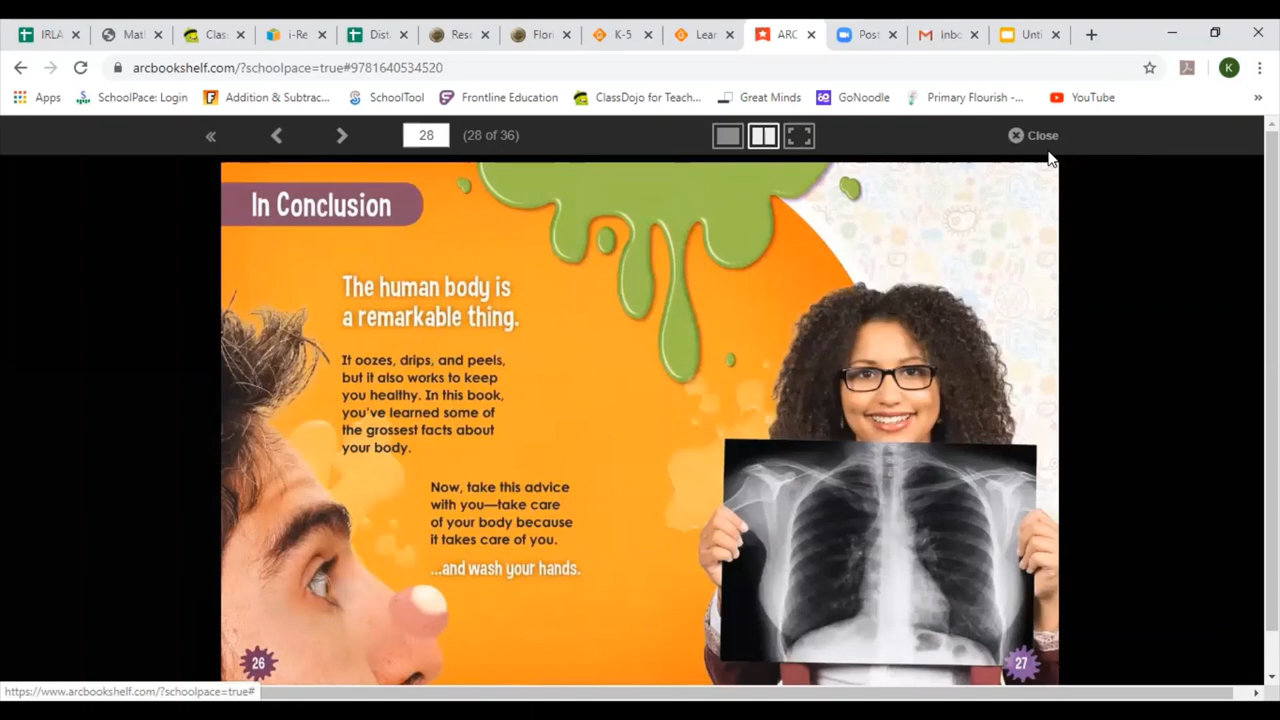 IRLA
Mat
Class
i-Re
Dist
Resc
Flori
K-5
Lear
ARC
Post
Inbc
Unti
arcbookshelf.com/?schoolpace=true#9781640534520
K
Apps
SchoolPace: Login
Addition & Subtrac...
SchoolTool
Frontline Education
ClassDojo for Teach...
Great Minds
GoNoodle
Primary Flourish -...
YouTube
»
28
(28 of 36)
Close
In Conclusion
The human body is
a remarkable thing.
It oozes, drips, and peels,
but it also works to keep
you healthy. In this book,
you've learned some of
the grossest facts about
your body.
Now, take this advice
with you—take care
of your body because
it takes care of you.
...and wash your hands.
26
27
https://www.arcbookshelf.com/?schoolpace=true#